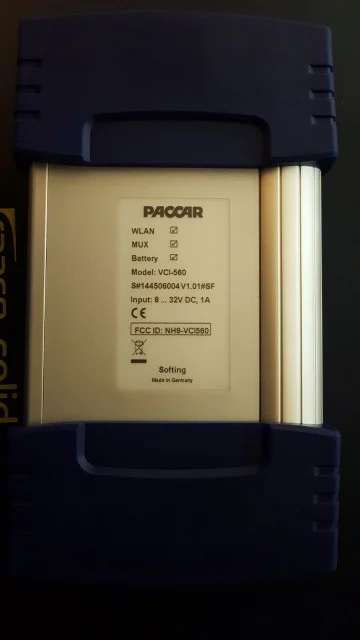 PACCAR
WLAN ☑
MUX ☑
Battery ☑
Model: VCI-560
S#144506004 V1.01#SF
Input: 8 ... 32V DC, 1A
CE
FCC ID: NH9-VCI560
Softing
Made in Germany
solid